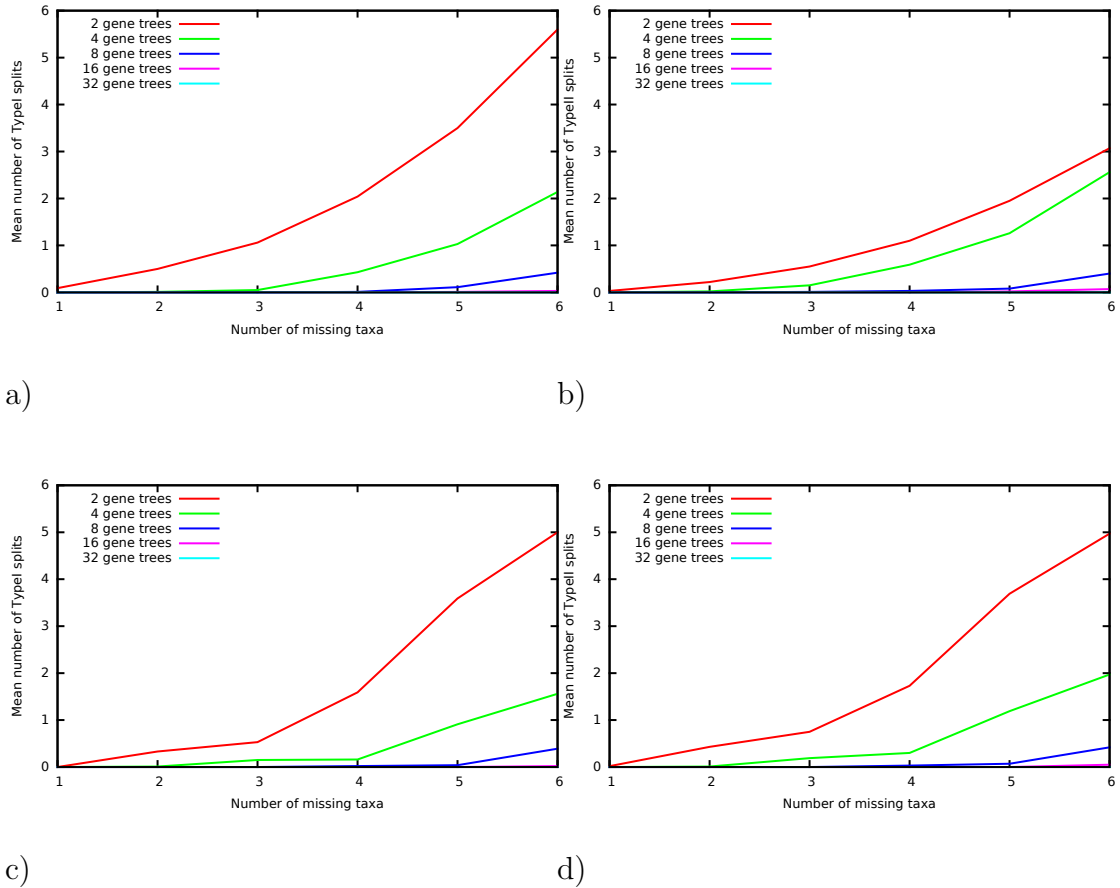 Mean number of TypeII splits
6
5
4
3
2
1
0
2 gene trees
4 gene trees
8 gene trees
16 gene trees
32 gene trees
1 2 3 4 5 6
Number of missing taxa
a)
Mean number of TypeII splits
6
5
4
3
2
1
0
2 gene trees
4 gene trees
8 gene trees
16 gene trees
32 gene trees
1 2 3 4 5 6
Number of missing taxa
b)
Mean number of TypeII splits
6
5
4
3
2
1
0
2 gene trees
4 gene trees
8 gene trees
16 gene trees
32 gene trees
1 2 3 4 5 6
Number of missing taxa
c)
Mean number of TypeII splits
6
5
4
3
2
1
0
2 gene trees
4 gene trees
8 gene trees
16 gene trees
32 gene trees
1 2 3 4 5 6
Number of missing taxa
d)